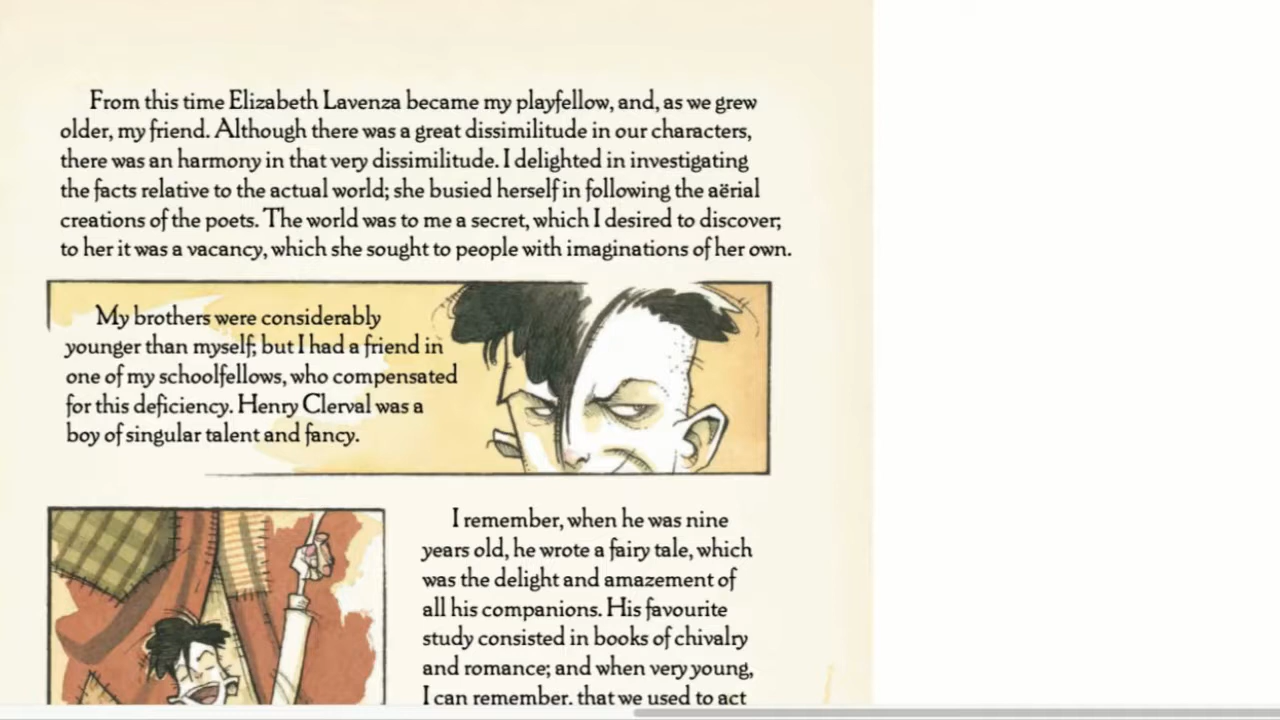 From this time Elizabeth Lavenza became my playfellow, and, as we grew
older, my friend. Although there was a great dissimilitude in our characters,
there was an harmony in that very dissimilitude. I delighted in investigating
the facts relative to the actual world; she busied herself in following the aërial
creations of the poets. The world was to me a secret, which I desired to discover;
to her it was a vacancy, which she sought to people with imaginations of her own.
My brothers were considerably
younger than myself; but I had a friend in
one of my schoolfellows, who compensated
for this deficiency. Henry Clerval was a
boy of singular talent and fancy.
I remember, when he was nine
years old, he wrote a fairy tale, which
was the delight and amazement of
all his companions. His favourite
study consisted in books of chivalry
and romance; and when very young,
I can remember, that we used to act